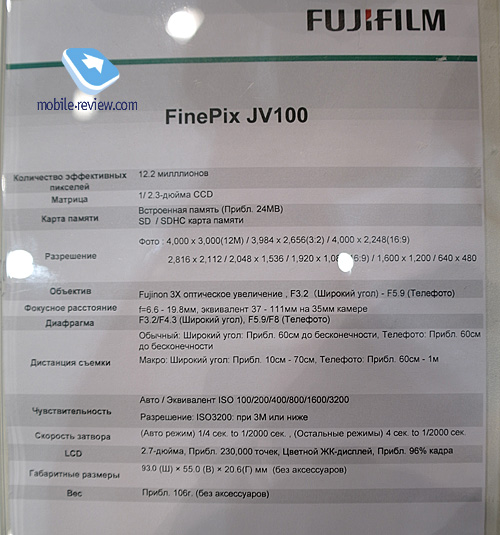 FUJIFILM
mobile-review.com
FinePix JV100
Количество эффективных пикселей 12.2 милллионов
Матрица 1/ 2.3-дюйма CCD
Карта памяти Встроенная память (Прибл. 24MB)
SD / SDHC карта памяти
Разрешение Фото : 4,000 x 3,000(12M) / 3,984 x 2,656(3:2) / 4,000 x 2,248(16:9)
2,816 x 2,112 / 2,048 x 1,536 / 1,920 x 1,080(16:9) / 1,600 x 1,200 / 640 x 480
Объектив Fujinon 3X оптическое увеличение , F3.2 (Широкий угол) - F5.9 (Телефото)
Фокусное расстояние f=6.6 - 19.8мм, эквивалент 37 - 111мм на 35мм камере
Диафрагма F3.2/F4.3 (Широкий угол), F5.9/F8 (Телефото)
Дистанция съемки Обычный: Широкий угол: Прибл. 60см до бесконечности, Телефото: Прибл. 60см
до бесконечности
Макро: Широкий угол: Прибл. 10см - 70см, Телефото: Прибл. 60см - 1м
Чувствительность Авто / Эквивалент ISO 100/200/400/800/1600/3200
Разрешение: ISO3200: при 3М или ниже
Скорость затвора (Авто режим) 1/4 сек. to 1/2000 сек. , (Остальные режимы) 4 сек. to 1/2000 сек.
LCD 2.7-дюйма, Прибл. 230,000 точек, Цветной ЖК-дисплей, Прибл. 96% кадра
Габаритные размеры 93.0 (Ш) × 55.0 (В) × 20.6(Г) мм (без аксессуаров)
Вес Прибл. 106г. (без аксессуаров)